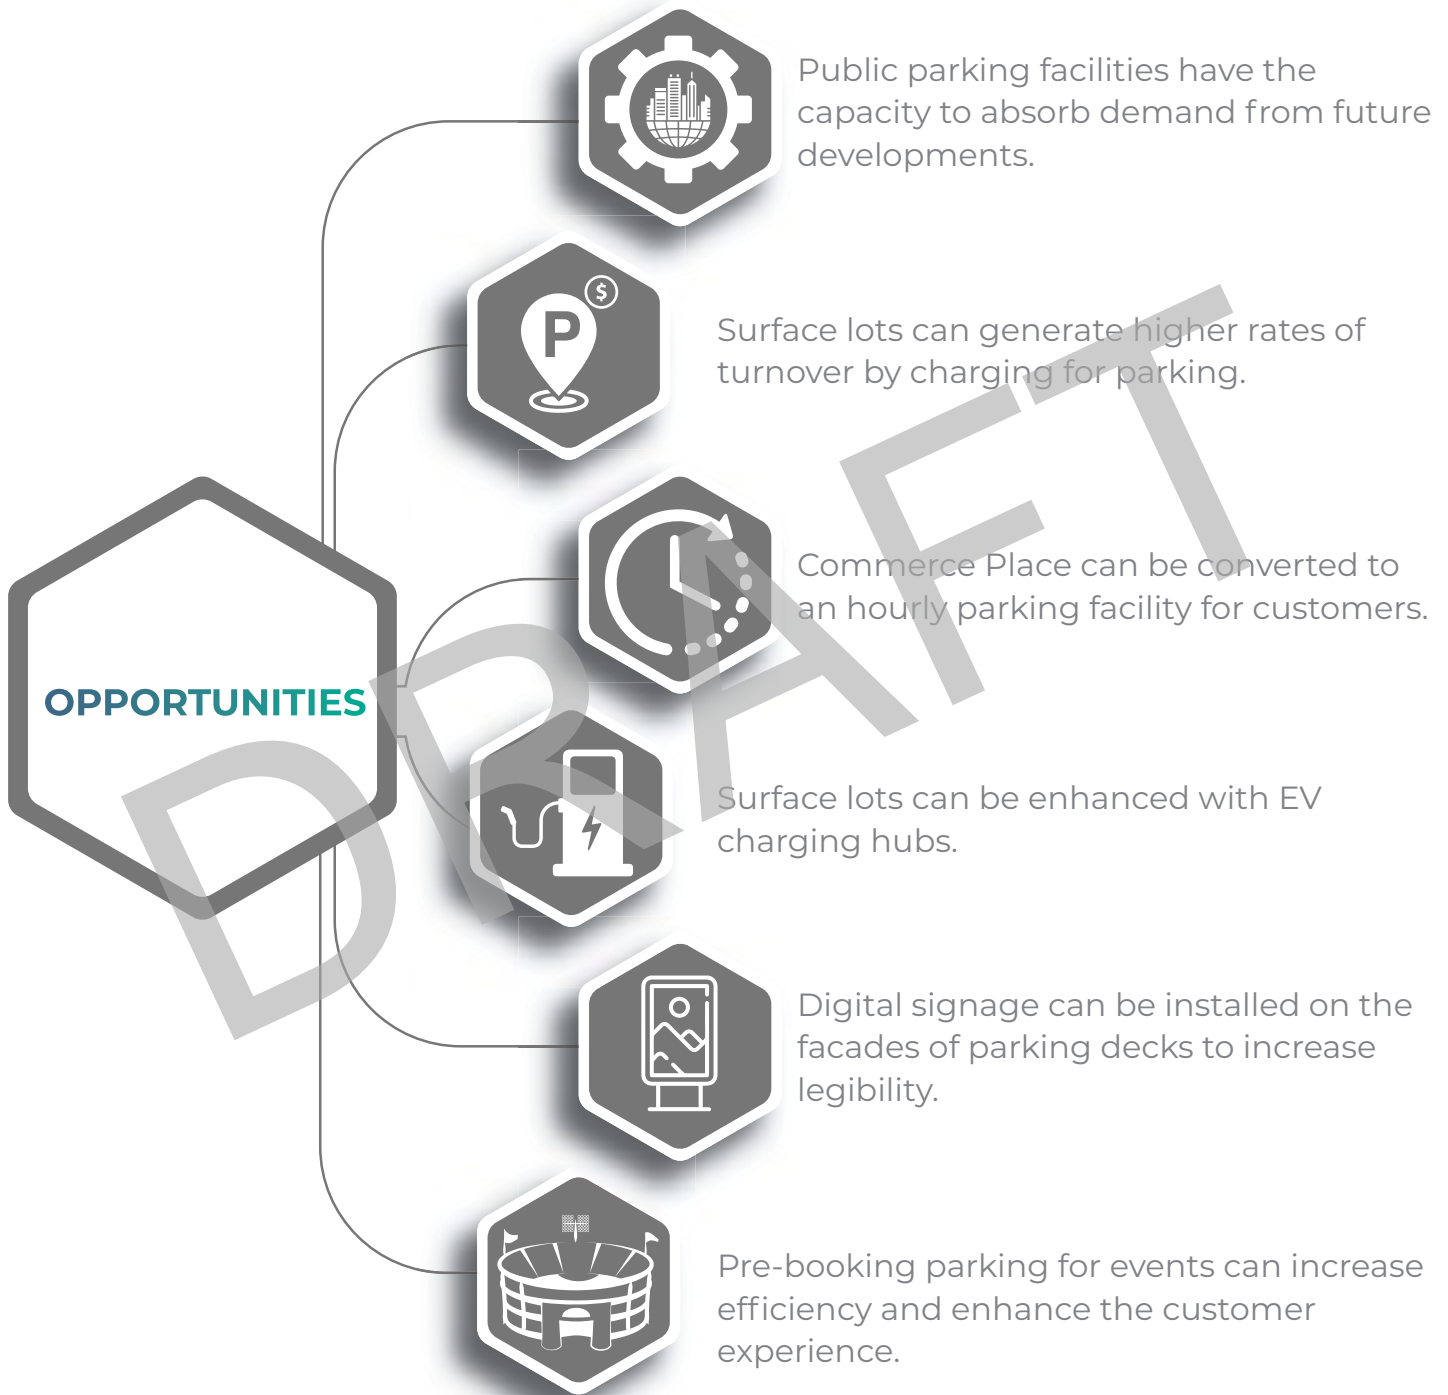 Public parking facilities have the
capacity to absorb demand from future
developments.
$
P
Surface lots can generate higher rates of
turnover by charging for parking.
Commerce Place can be converted to
an hourly parking facility for customers.
OPPORTUNITIES
DRAFT
Surface lots can be enhanced with EV
charging hubs.
Digital signage can be installed on the
facades of parking decks to increase
legibility.
Pre-booking parking for events can increase
efficiency and enhance the customer
experience.